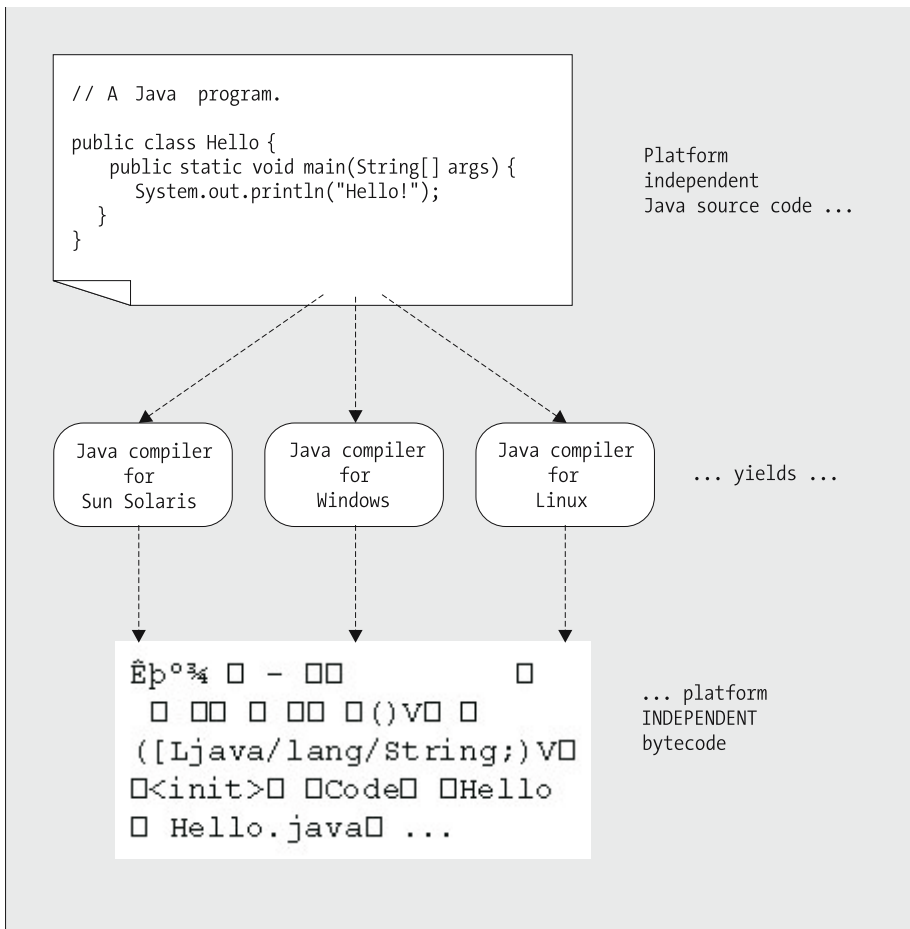 // A Java program.
public class Hello {
public static void main(String[] args) {
System.out.println("Hello!");
}
}
Platform
independent
Java source code ...
Java compiler
for
Sun Solaris
Java compiler
for
Windows
Java compiler
for
Linux
... yields ...
Êþº¾ □ - □□ □
□ □□ □ □□ □()V□ □
([Ljava/lang/String;)V□
□<init>□ □Code□ □Hello
□ Hello.java□ ...
... platform
INDEPENDENT
bytecode